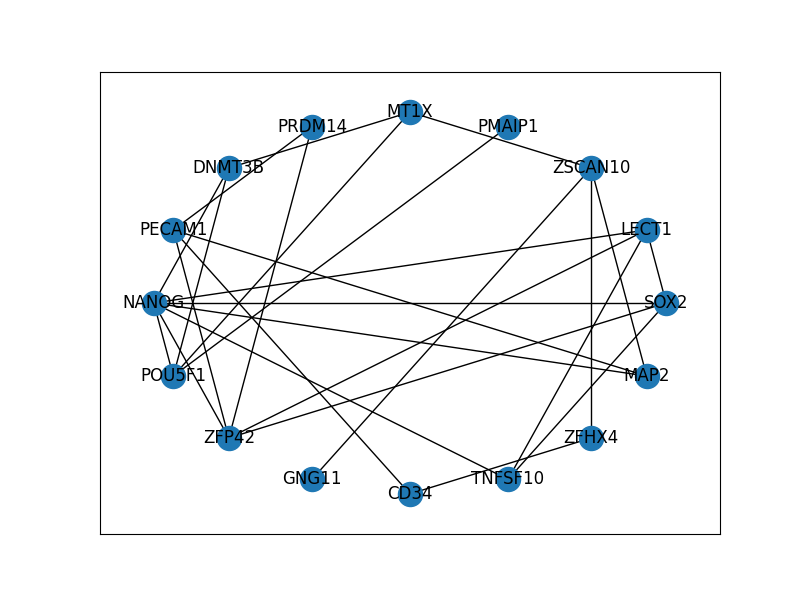 MT1X
PRDM14
PMAIP1
DNMT3B
ZSCAN10
PECAM1
LECT1
NANOG
SOX2
POU5F1
MAP2
ZFP42
ZFHX4
GNG11
TNFSF10
CD34